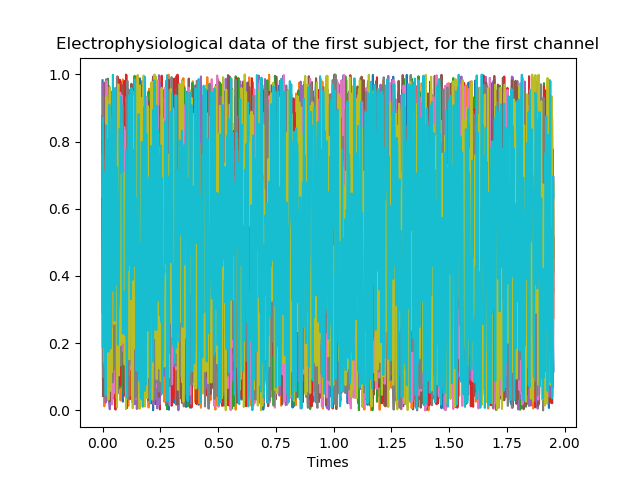 Electrophysiological data of the first subject, for the first channel
1.0
0.8
0.6
0.4
0.2
0.0
0.00 0.25 0.50 0.75 1.00 1.25 1.50 1.75 2.00
Times